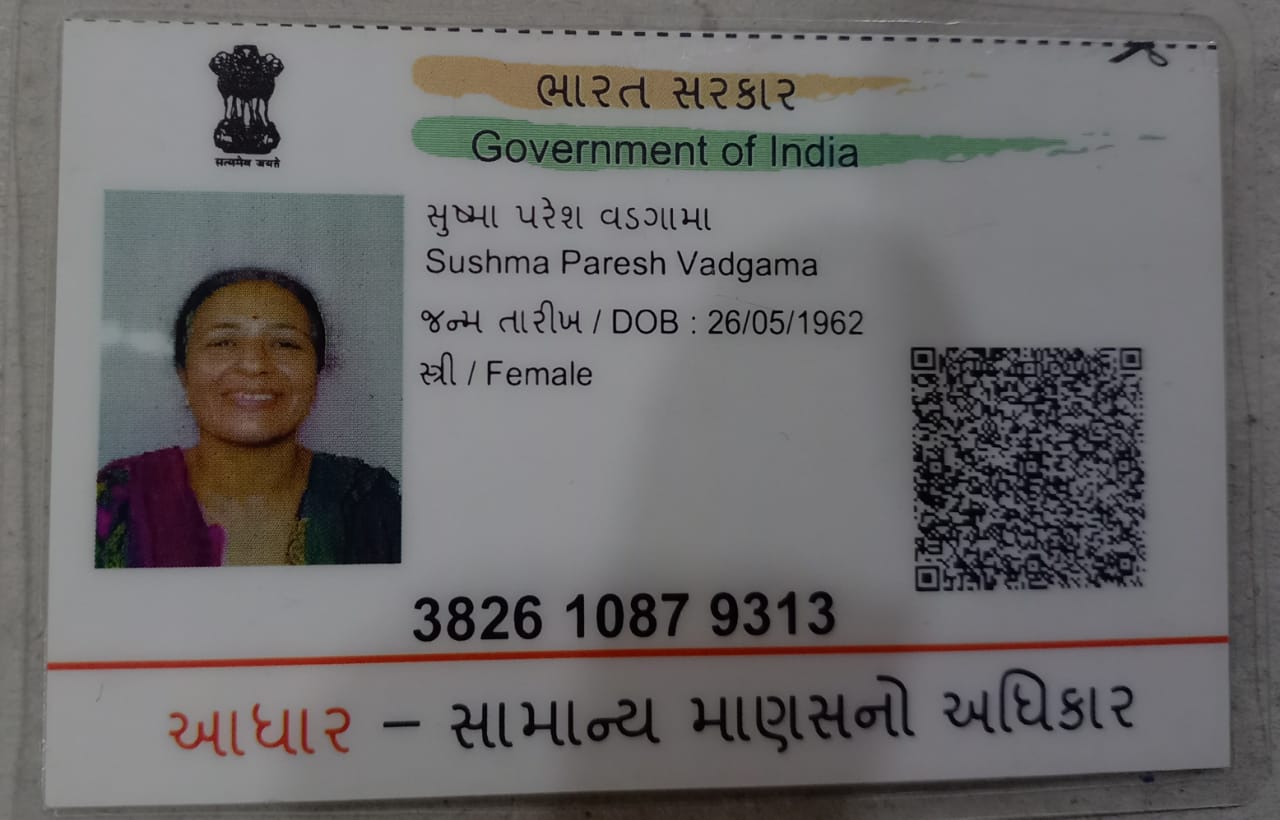 ભારત સરકાર
Government of India
सत्यमेव जयते
સુષ્મા પરેશ વડગામા
Sushma Paresh Vadgama
જન્મ તારીખ / DOB : 26/05/1962
સ્ત્રી / Female
3826 1087 9313
આધાર – સામાન્ય માણસનો અધિકાર